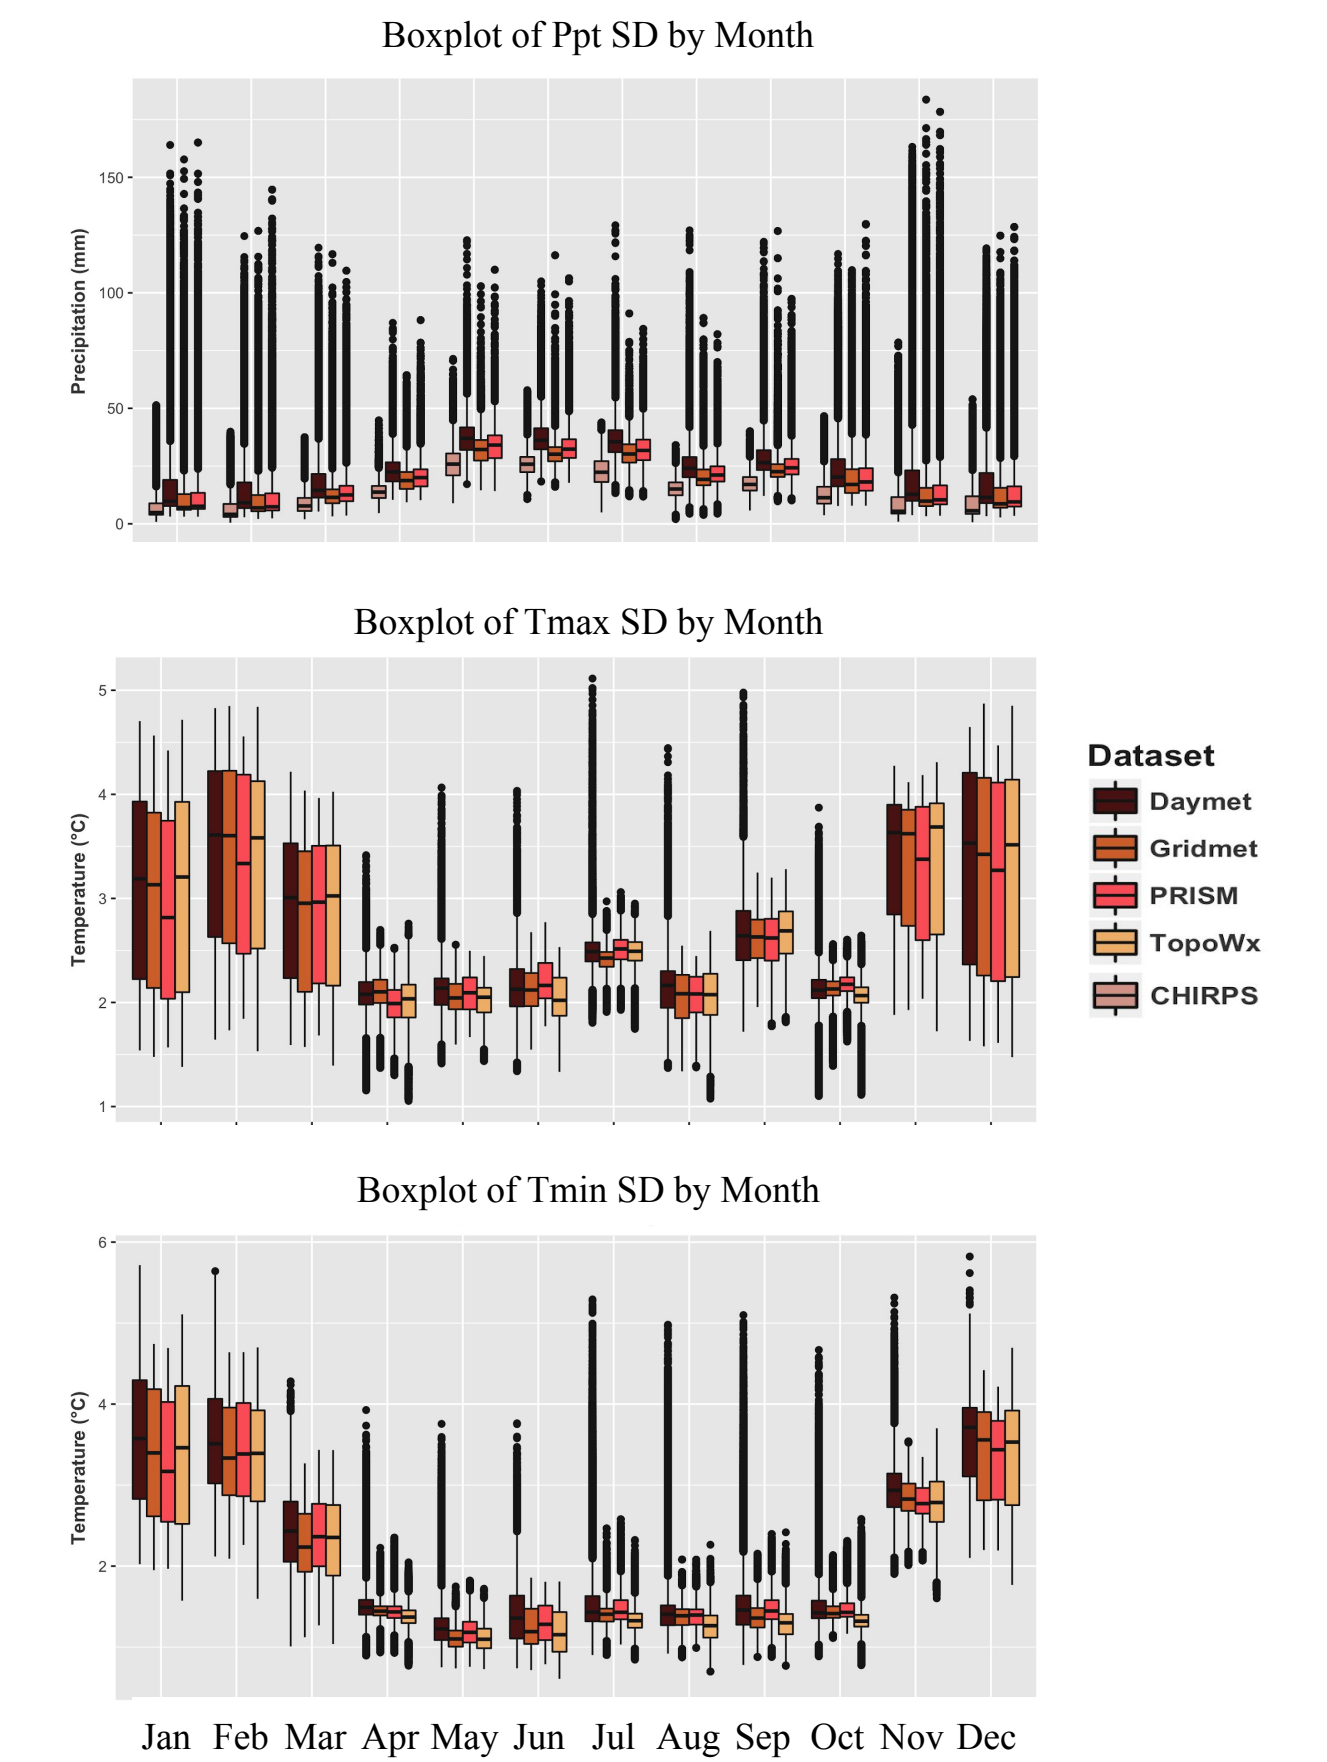 Boxplot of Ppt SD by Month
150
100
50
0
Precipitation (mm)
Boxplot of Tmax SD by Month
5
4
3
2
1
Temperature (°C)
Dataset
Daymet
Gridmet
PRISM
TopoWx
CHIRPS
Boxplot of Tmin SD by Month
6
4
2
Temperature (°C)
Jan Feb Mar Apr May Jun Jul Aug Sep Oct Nov Dec